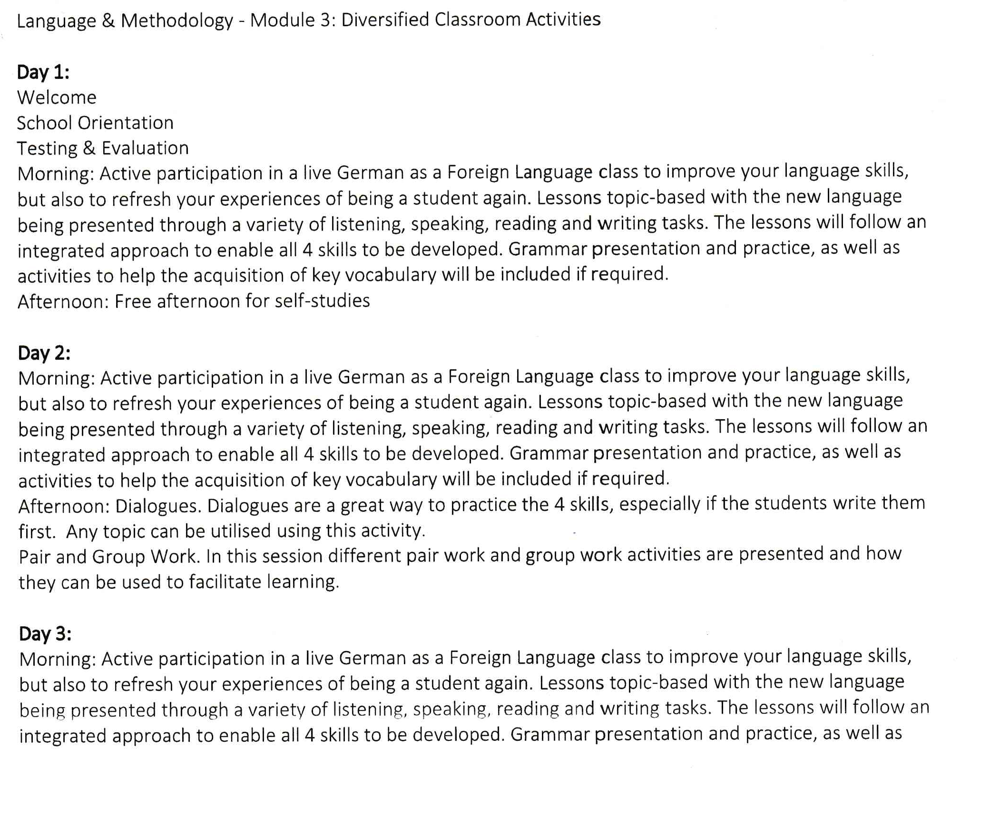 Language & Methodology - Module 3: Diversified Classroom Activities
Day 1:
Welcome
School Orientation
Testing & Evaluation
Morning: Active participation in a live German as a Foreign Language class to improve your language skills,
but also to refresh your experiences of being a student again. Lessons topic-based with the new language
being presented through a variety of listening, speaking, reading and writing tasks. The lessons will follow an
integrated approach to enable all 4 skills to be developed. Grammar presentation and practice, as well as
activities to help the acquisition of key vocabulary will be included if required.
Afternoon: Free afternoon for self-studies
Day 2:
Morning: Active participation in a live German as a Foreign Language class to improve your language skills,
but also to refresh your experiences of being a student again. Lessons topic-based with the new language
being presented through a variety of listening, speaking, reading and writing tasks. The lessons will follow an
integrated approach to enable all 4 skills to be developed. Grammar presentation and practice, as well as
activities to help the acquisition of key vocabulary will be included if required.
Afternoon: Dialogues. Dialogues are a great way to practice the 4 skills, especially if the students write them
first.  Any topic can be utilised using this activity.
Pair and Group Work. In this session different pair work and group work activities are presented and how
they can be used to facilitate learning.
Day 3:
Morning: Active participation in a live German as a Foreign Language class to improve your language skills,
but also to refresh your experiences of being a student again. Lessons topic-based with the new language
being presented through a variety of listening, speaking, reading and writing tasks. The lessons will follow an
integrated approach to enable all 4 skills to be developed. Grammar presentation and practice, as well as